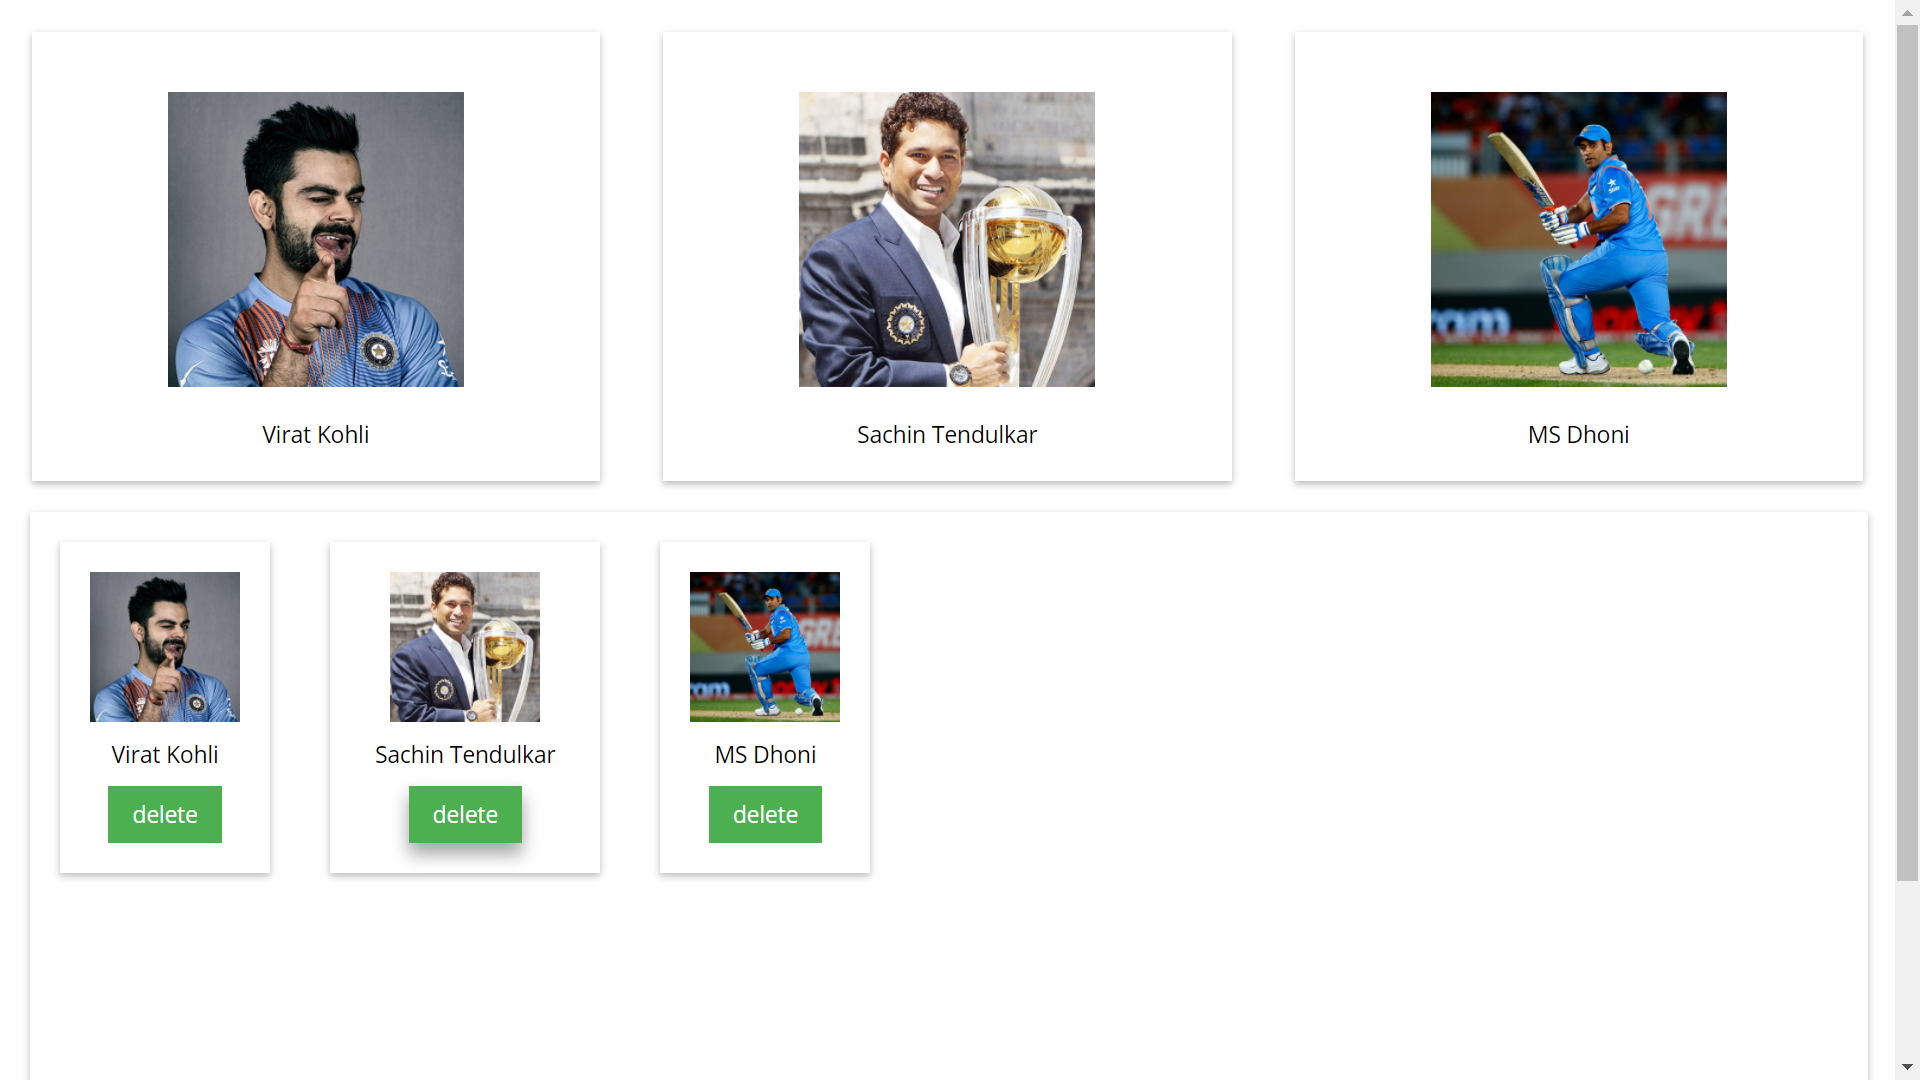 Virat Kohli
Sachin Tendulkar
MS Dhoni
Virat Kohli
delete
Sachin Tendulkar
delete
MS Dhoni
delete